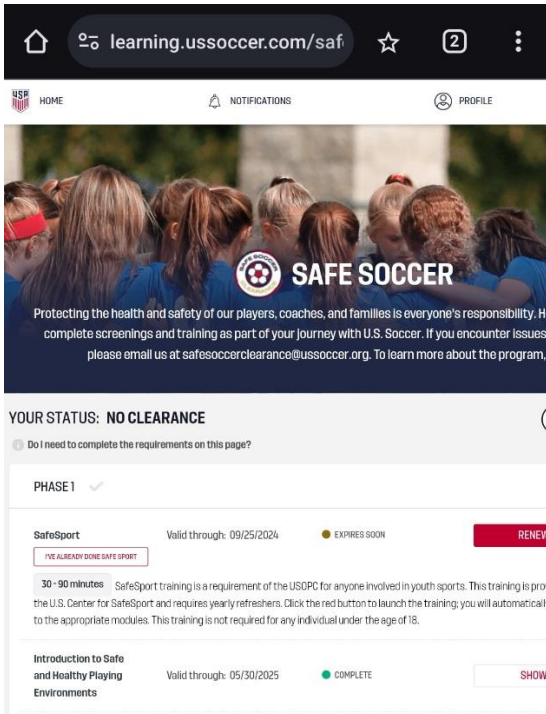 learning.ussoccer.com/saf
2
HOME
NOTIFICATIONS
PROFILE
SAFE SOCCER CLEARANCE
SAFE SOCCER
Protecting the health and safety of our players, coaches, and families is everyone's responsibility. H
complete screenings and training as part of your journey with U.S. Soccer. If you encounter issues
please email us at safesoccerclearance@ussoccer.org. To learn more about the program,
YOUR STATUS: NO CLEARANCE
Do I need to complete the requirements on this page?
PHASE 1
SafeSport Valid through: 09/25/2024 EXPIRES SOON RENEW
I'VE ALREADY DONE SAFE SPORT
30 - 90 minutes SafeSport training is a requirement of the USOPC for anyone involved in youth sports. This training is pro
the U.S. Center for SafeSport and requires yearly refreshers. Click the red button to launch the training; you will automaticall
to the appropriate modules. This training is not required for any individual under the age of 18.
Introduction to Safe
and Healthy Playing Valid through: 05/30/2025 COMPLETE SHOW
Environments